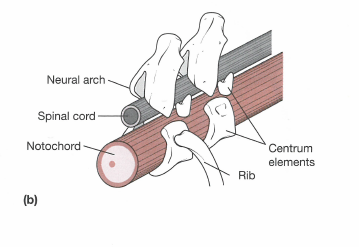 Neural arch
Spinal cord
Notochord
Centrum
elements
Rib
(b)